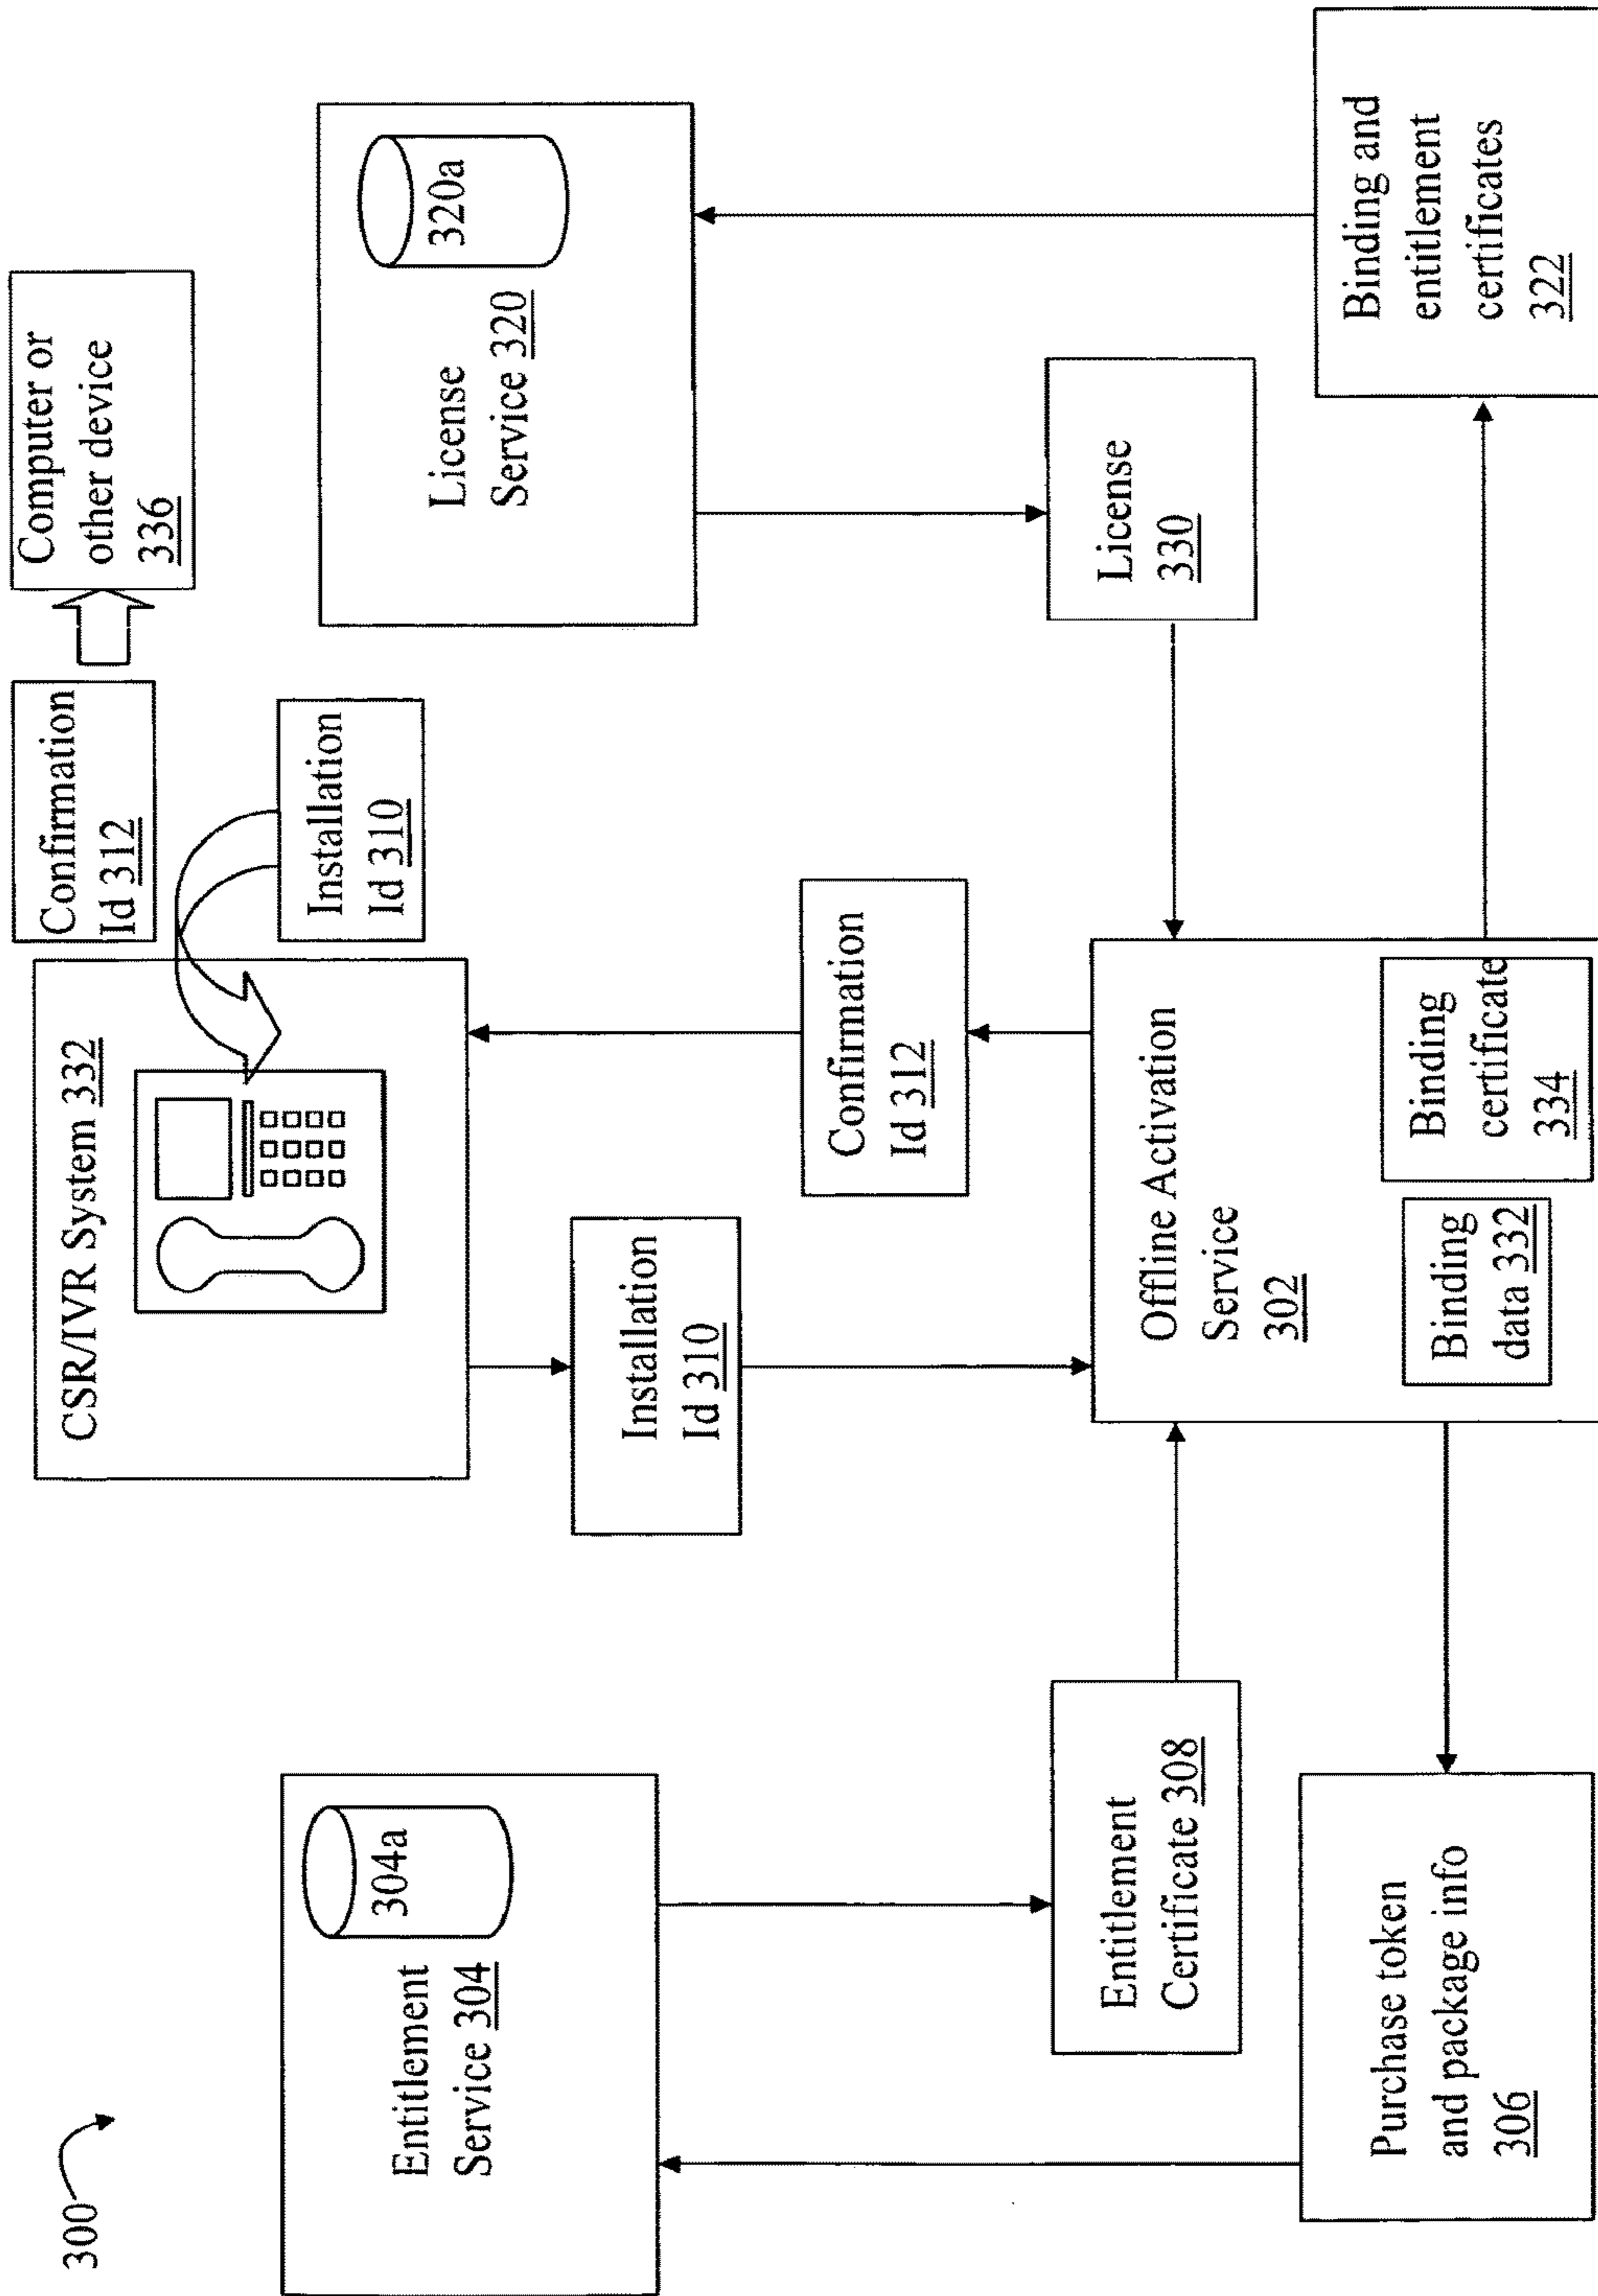 300
Entitlement
Service 304
304a
Entitlement
Certificate 308
Purchase token
and package info
306
CSR/IVR System 332
Installation
Id 310
Confirmation
Id 312
Offline Activation
Service
302
Binding
data 332
Binding
certificate
334
Confirmation
Id 312
Installation
Id 310
Computer or
other device
336
License
Service 320
320a
License
330
Binding and
entitlement
certificates
322